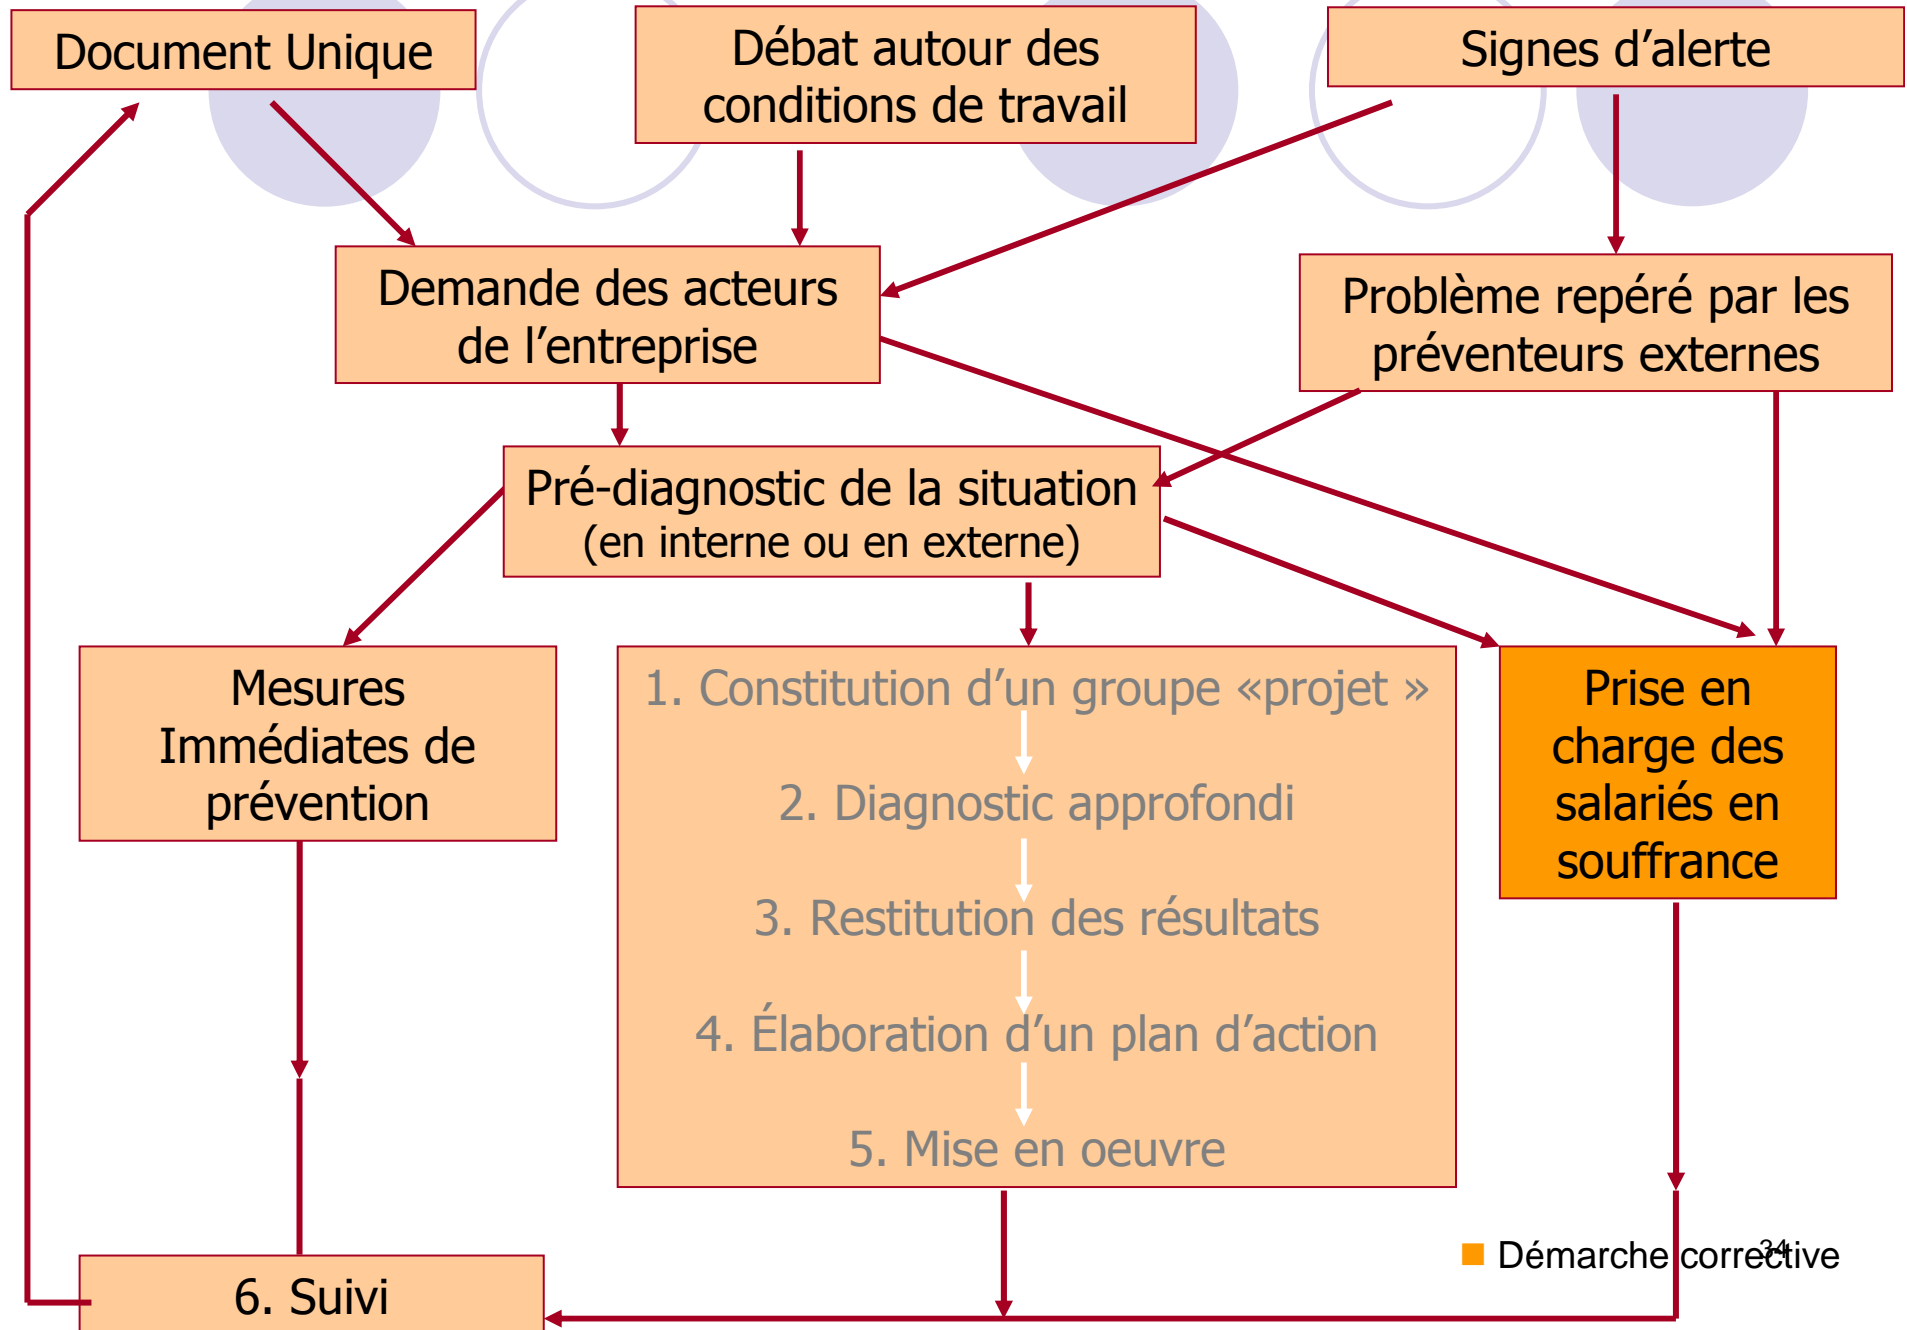 Document Unique
Débat autour des
conditions de travail
Signes d’alerte
Demande des acteurs
de l’entreprise
Problème repéré par les
préventeurs externes
Pré-diagnostic de la situation
(en interne ou en externe)
Mesures
Immédiates de
prévention
1. Constitution d’un groupe «projet »
2. Diagnostic approfondi
3. Restitution des résultats
4. Élaboration d’un plan d’action
5. Mise en oeuvre
Prise en
charge des
salariés en
souffrance
Démarche corrective
34
6. Suivi